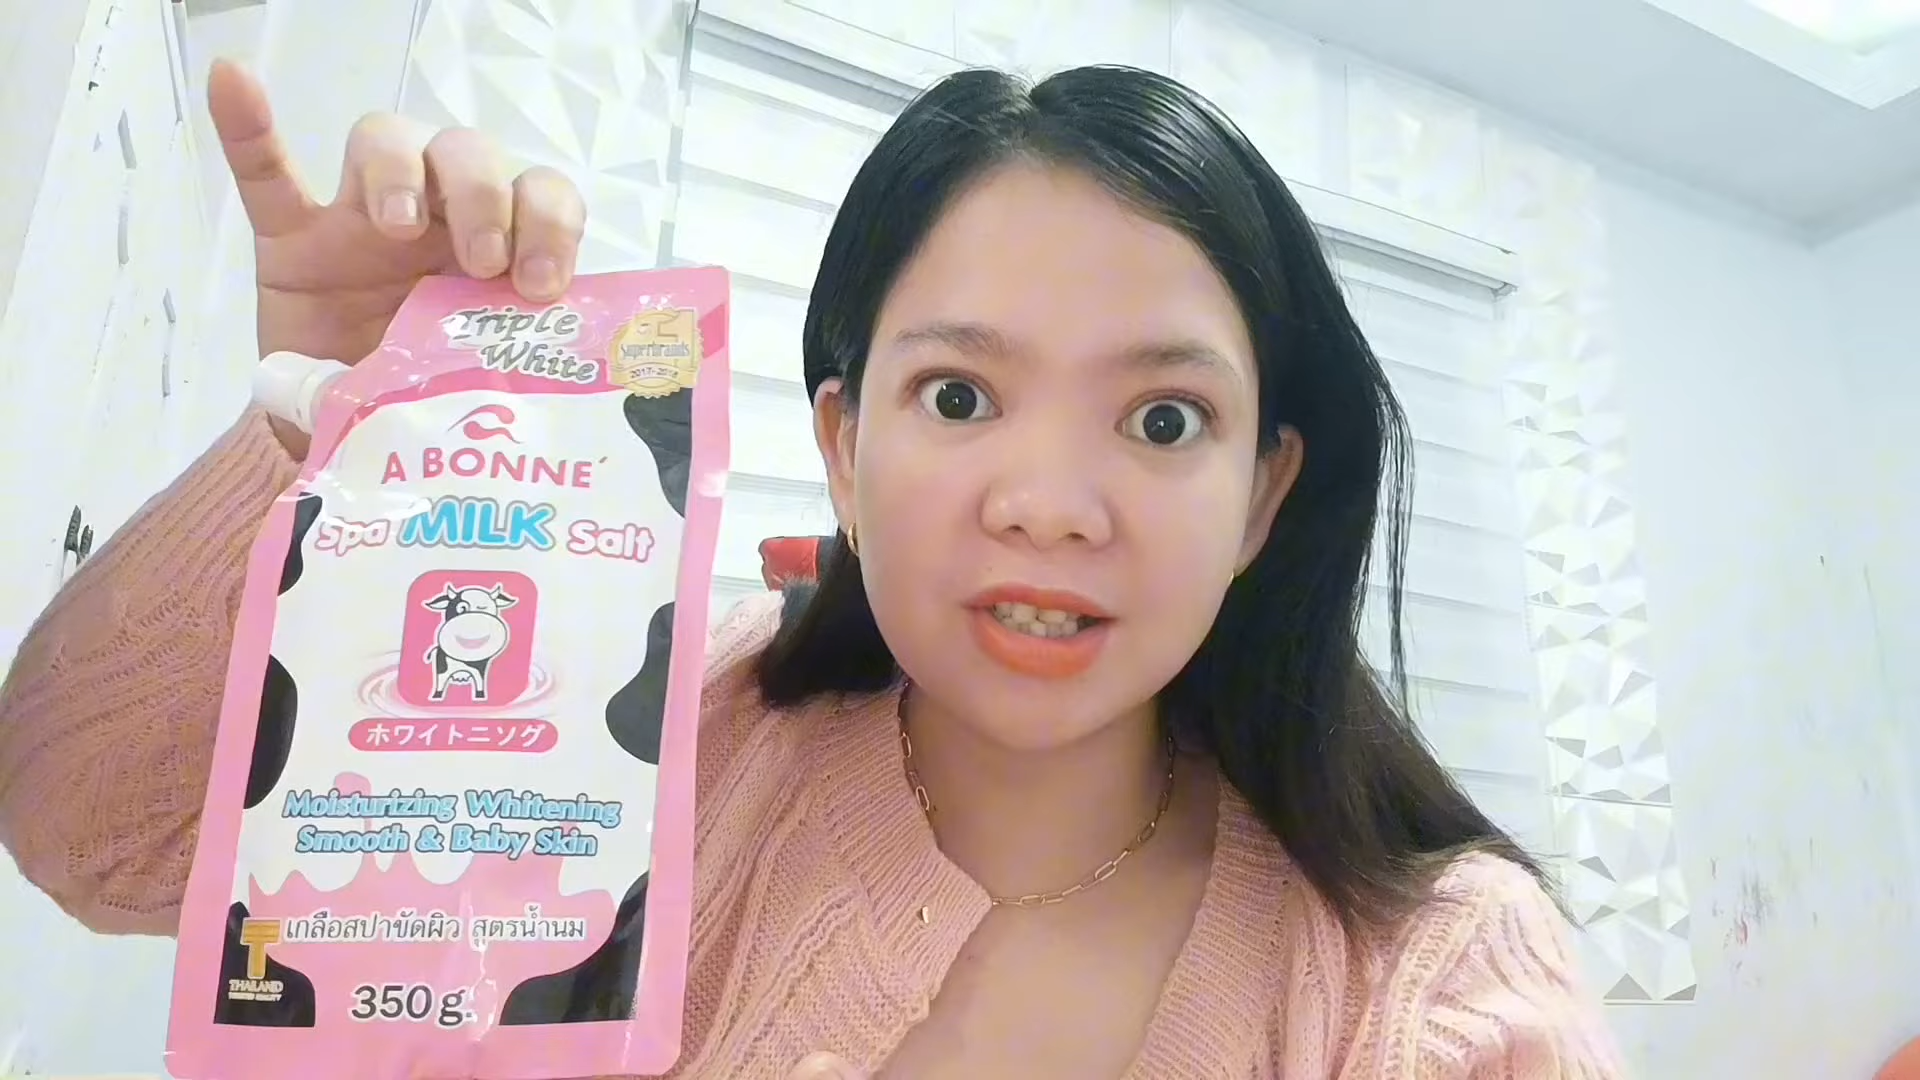 Triple
White
Superbrands
2017-2018
A BONNE´
Spa MILK Salt
ホワイトニソグ
Moisturizing Whitening
Smooth & Baby Skin
เกลือสปาขัดผิว สูตรน้ำนม
T
THAILAND
350 g.